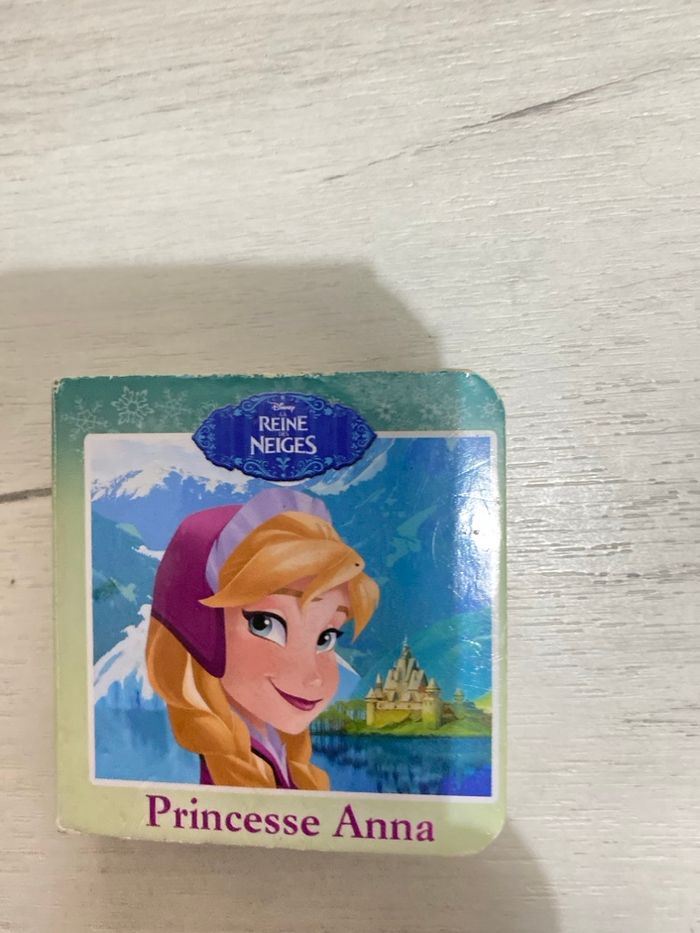 Disney
LA
REINE
DES
NEIGES
Princesse Anna